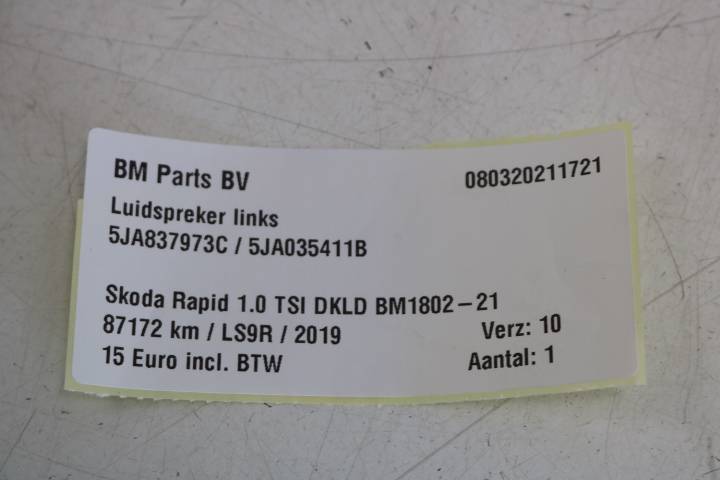 BM Parts BV 080320211721
Luidspreker links
5JA837973C / 5JA035411B
Skoda Rapid 1.0 TSI DKLD BM1802-21
87172 km / LS9R / 2019 Verz: 10
15 Euro incl. BTW Aantal: 1